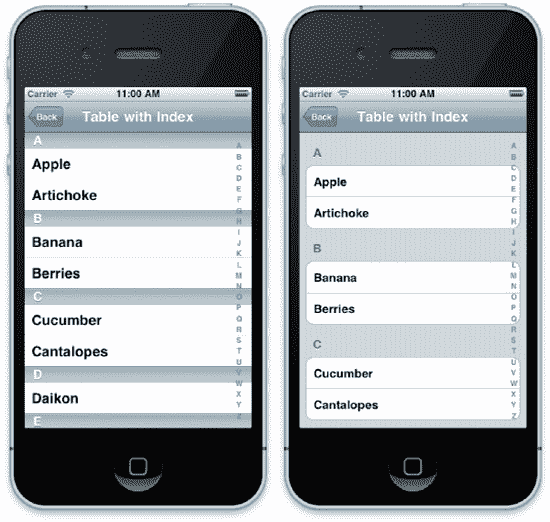 Carrier 11:00 AM
Back Table with Index
A
Apple
Artichoke
B
Banana
Berries
C
Cucumber
Cantalopes
D
Daikon
E
A
B
C
D
E
F
G
H
I
J
K
L
M
N
O
P
Q
R
S
T
U
V
W
X
Y
Z
Carrier 11:00 AM
Back Table with Index
A
Apple
Artichoke
B
Banana
Berries
C
Cucumber
Cantalopes
A
B
C
D
E
F
G
H
I
J
K
L
M
N
O
P
Q
R
S
T
U
V
W
X
Y
Z